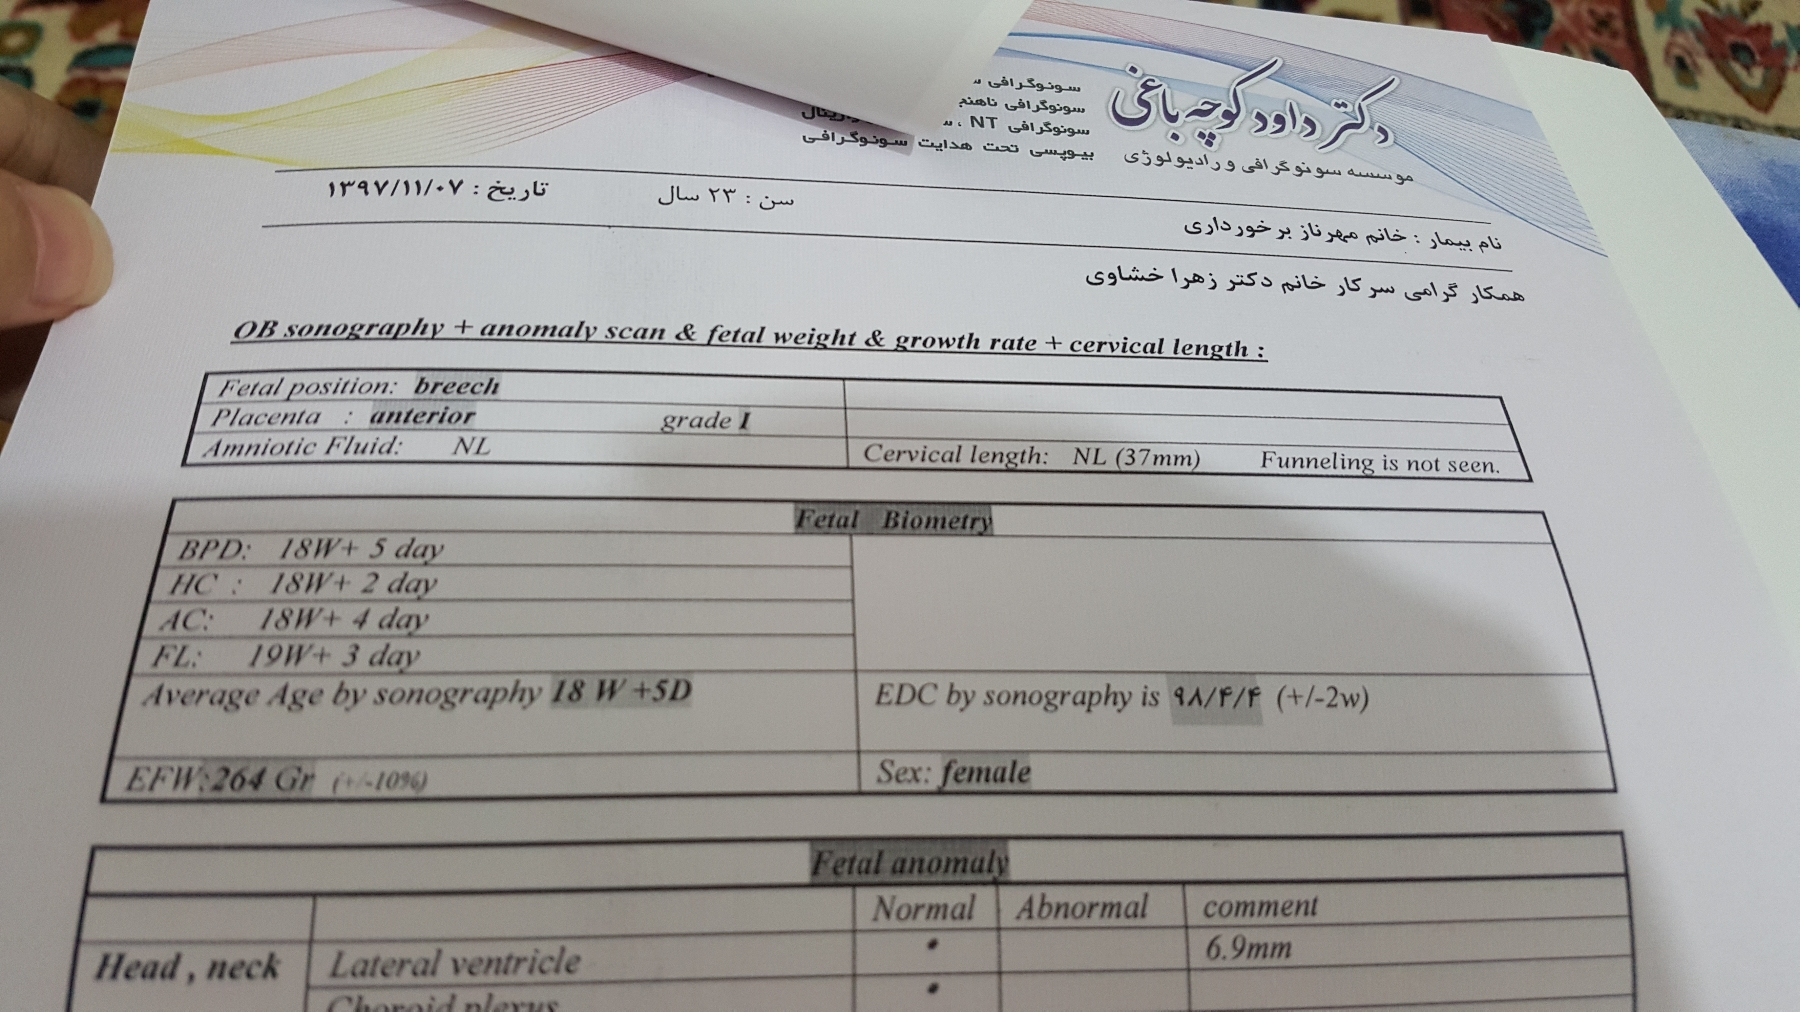 دکتر داود کوچه باغی
موسسه سونوگرافی و رادیولوژی
سونوگرافی
سونوگرافی
سونوگرافی NT ،
بیوپسی تحت هدایت سونوگرافی
نام بیمار : خانم مهرناز برخورداری سن : ۲۳ سال تاریخ : ۱۳۹۷/۱۱/۰۷
همکار گرامی سرکار خانم دکتر زهرا خشاوی
OB sonography + anomaly scan & fetal weight & growth rate + cervical length :
Fetal position: breech
Placenta : anterior grade I
Amniotic Fluid: NL Cervical length: NL (37mm) Funneling is not seen.
Fetal Biometry
BPD: 18W+ 5 day
HC : 18W+ 2 day
AC: 18W+ 4 day
FL: 19W+ 3 day
Average Age by sonography 18 W +5D EDC by sonography is ۹۸/۴/۴ (+/-2w)
EFW:264 Gr (+/-10%) Sex: female
Fetal anomaly
Normal Abnormal comment
Head , neck Lateral ventricle • 6.9mm
Choroid plexus •